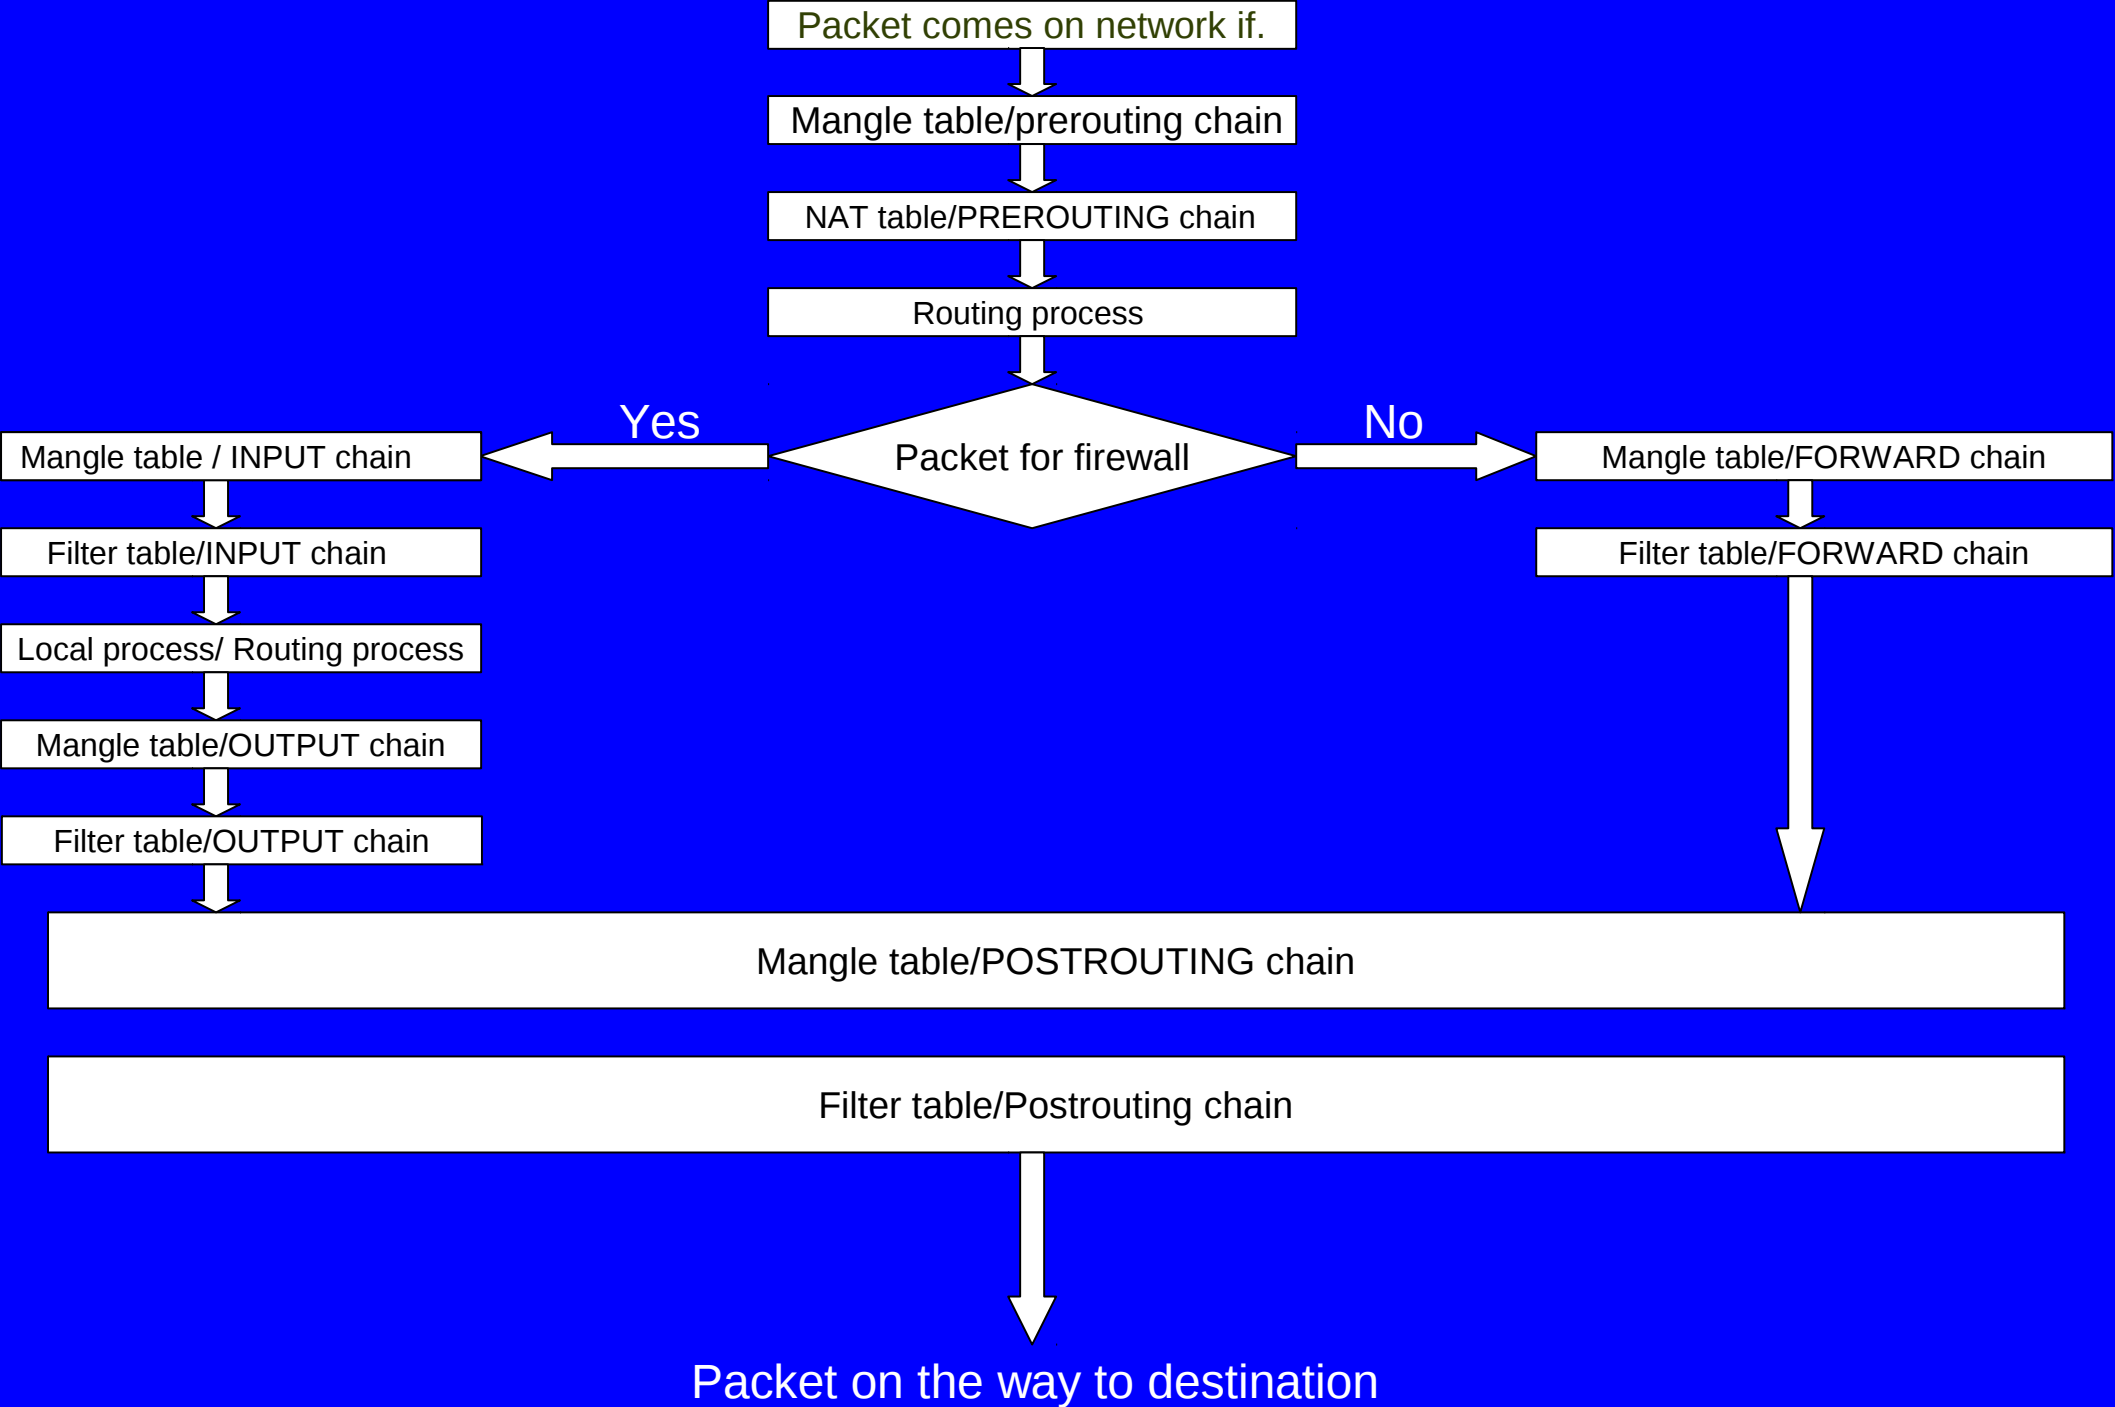 Packet comes on network if.
Mangle table/prerouting chain
NAT table/PREROUTING chain
Routing process
Yes
No
Mangle table / INPUT chain
Packet for firewall
Mangle table/FORWARD chain
Filter table/INPUT chain
Filter table/FORWARD chain
Local process/ Routing process
Mangle table/OUTPUT chain
Filter table/OUTPUT chain
Mangle table/POSTROUTING chain
Filter table/Postrouting chain
Packet on the way to destination